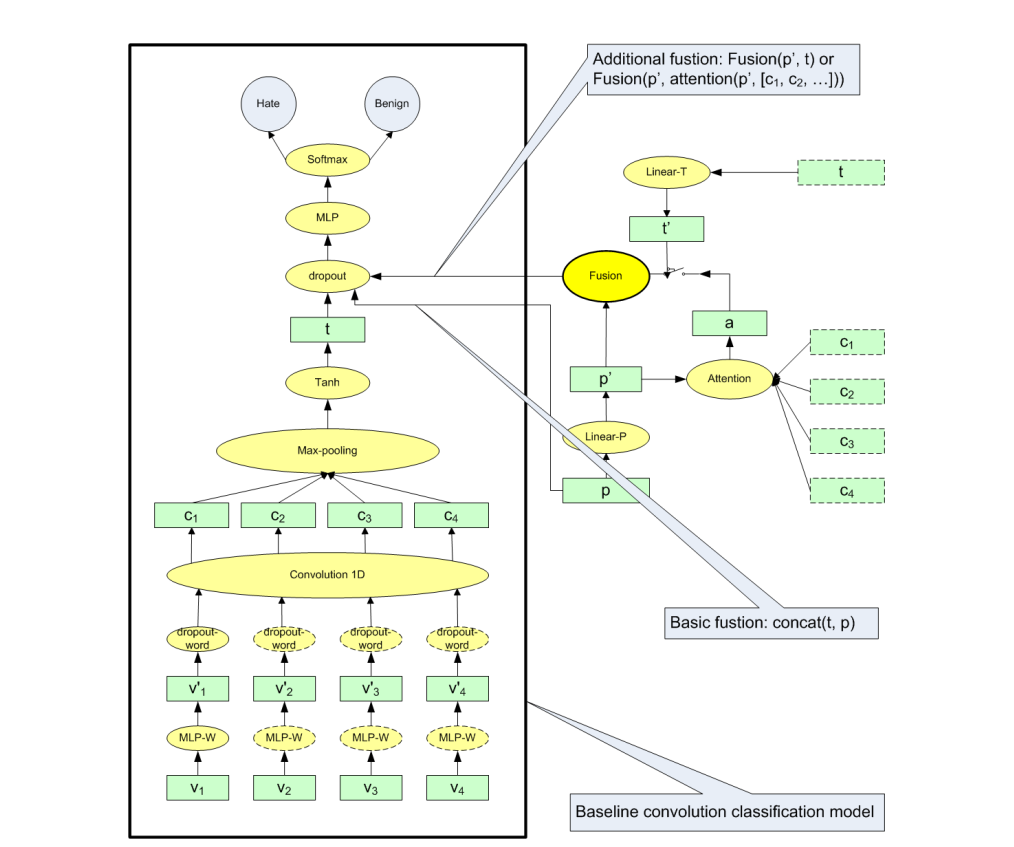 Additional fustion: Fusion(p’, t) or
Fusion(p’, attention(p’, [c₁, c₂, …]))
Hate
Benign
Softmax
MLP
dropout
t
Tanh
Max-pooling
c₁
c₂
c₃
c₄
Convolution 1D
dropout-
word
dropout-
word
dropout-
word
dropout-
word
v'₁
v'₂
v'₃
v'₄
MLP-W
MLP-W
MLP-W
MLP-W
v₁
v₂
v₃
v₄
Linear-T
t
t’
Fusion
a
Attention
p’
Linear-P
p
c₁
c₂
c₃
c₄
Basic fustion: concat(t, p)
Baseline convolution classification model